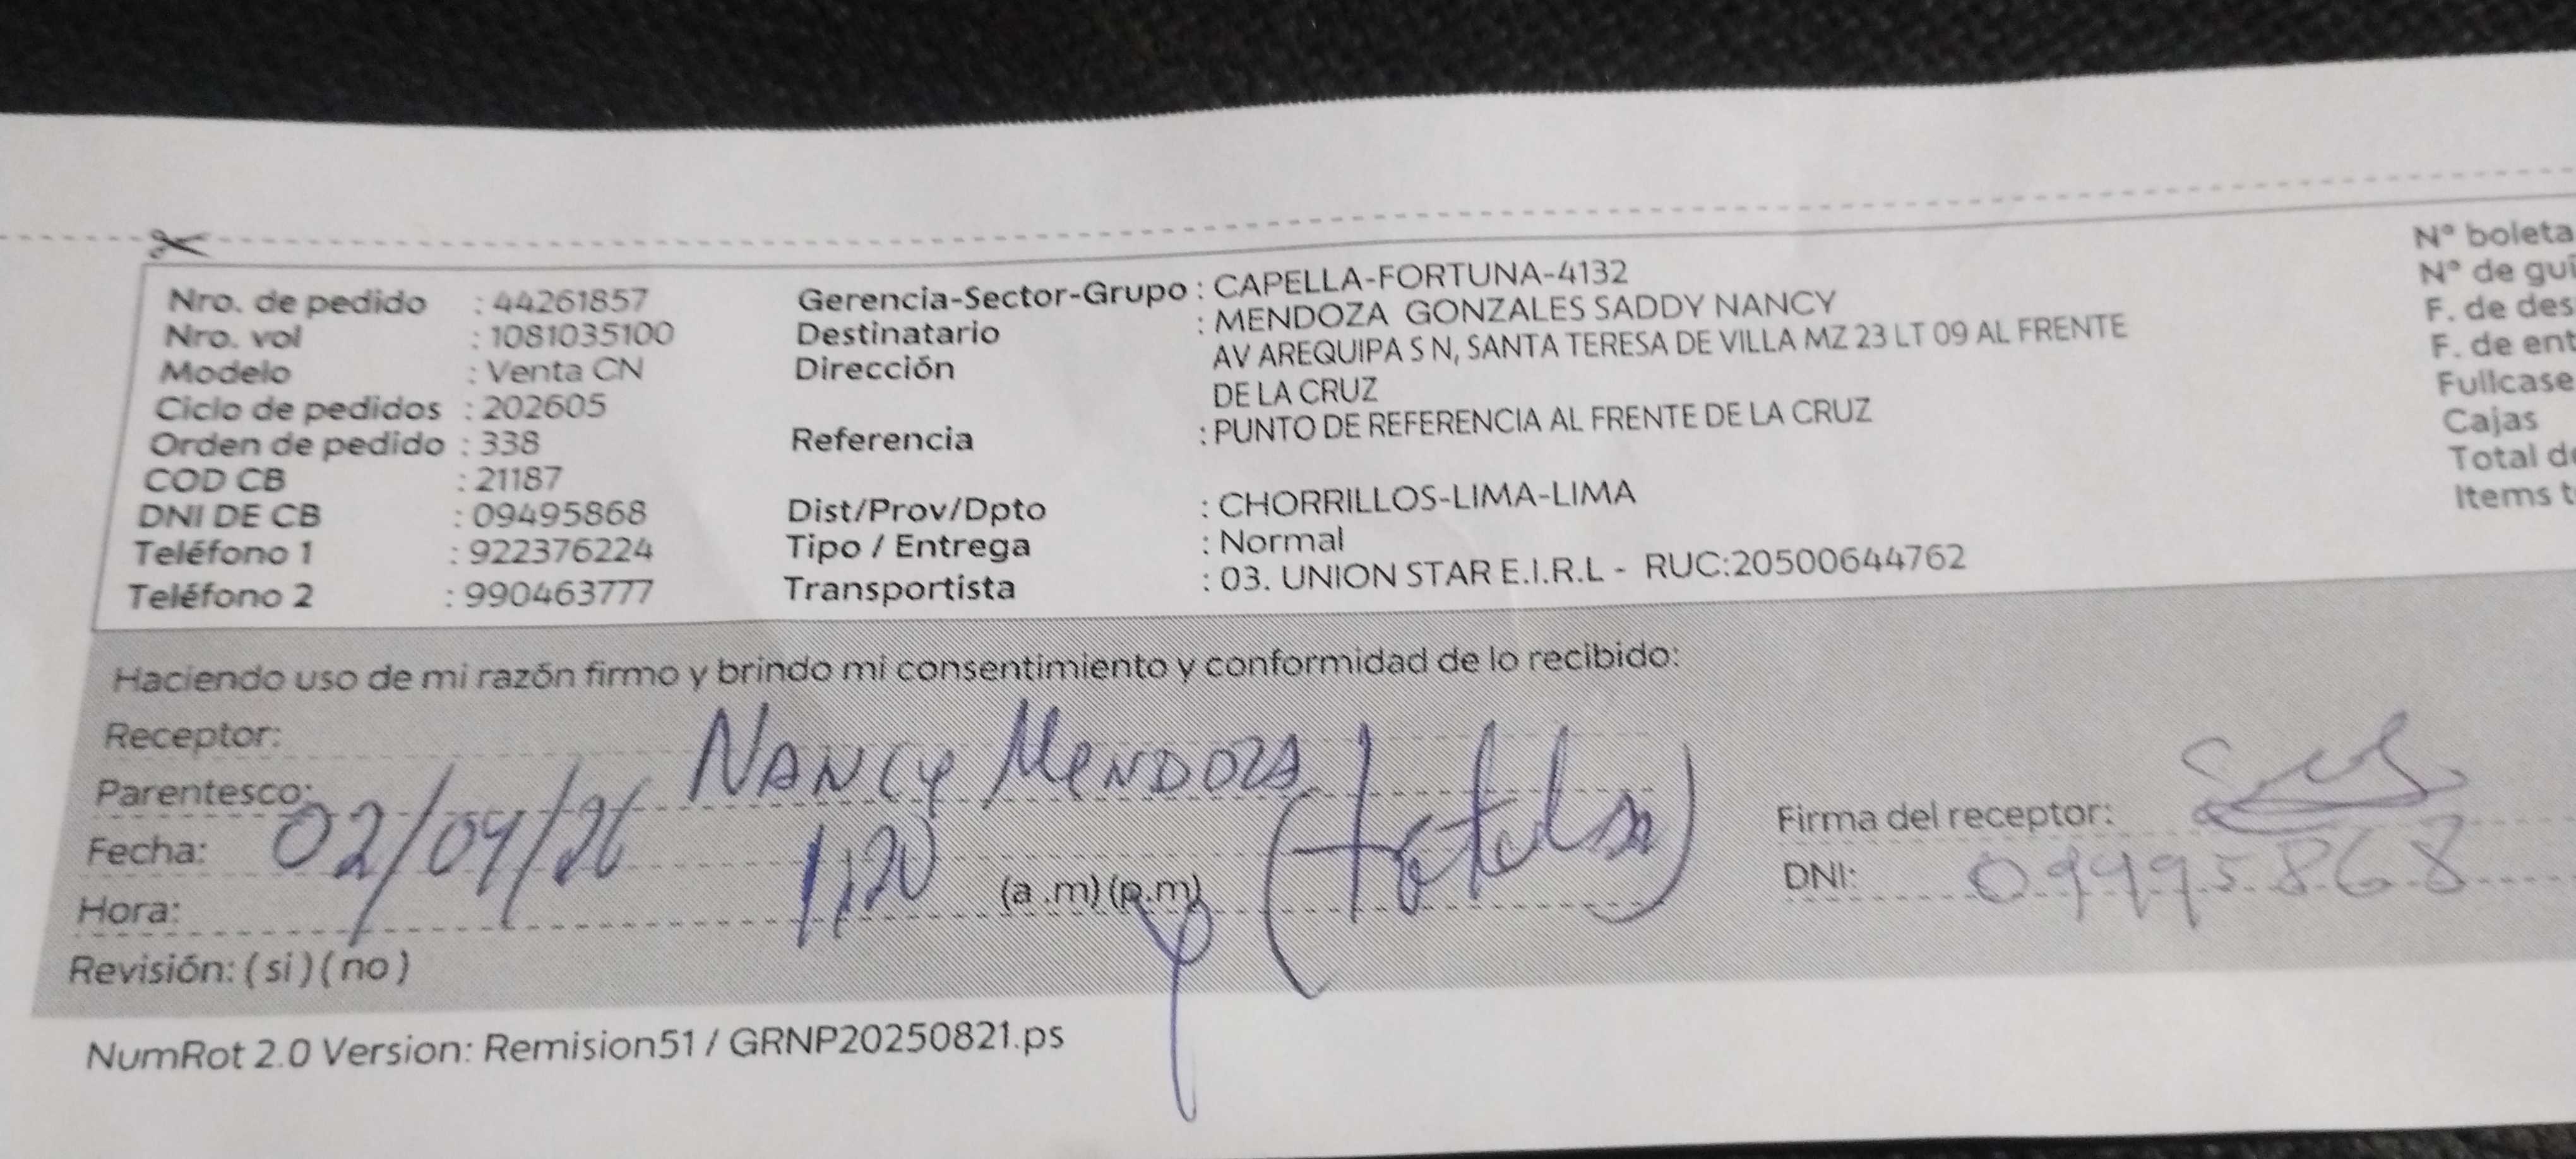 Nro. de pedido : 44261857
Nro. vol : 1081035100
Modelo : Venta CN
Ciclo de pedidos : 202605
Orden de pedido : 338
COD CB : 21187
DNI DE CB : 09495868
Teléfono 1 : 922376224
Teléfono 2 : 990463777
Gerencia-Sector-Grupo : CAPELLA-FORTUNA-4132
Destinatario : MENDOZA GONZALES SADDY NANCY
Dirección AV AREQUIPA S N, SANTA TERESA DE VILLA MZ 23 LT 09 AL FRENTE
DE LA CRUZ
Referencia : PUNTO DE REFERENCIA AL FRENTE DE LA CRUZ
Dist/Prov/Dpto : CHORRILLOS-LIMA-LIMA
Tipo / Entrega : Normal
Transportista : 03. UNION STAR E.I.R.L - RUC:20500644762
N° boleta
N° de guí
F. de des
F. de ent
Fullcase
Cajas
Total de
Items t
Haciendo uso de mi razón firmo y brindo mi consentimiento y conformidad de lo recibido:
Receptor: NANCY MENDOZA
Parentesco:
Fecha: 02/04/26
Hora: 1:20 (a .m) (p.m)
Revisión: ( si ) ( no )
Firma del receptor:
DNI: 09495868
NumRot 2.0 Version: Remision51 / GRNP20250821.ps